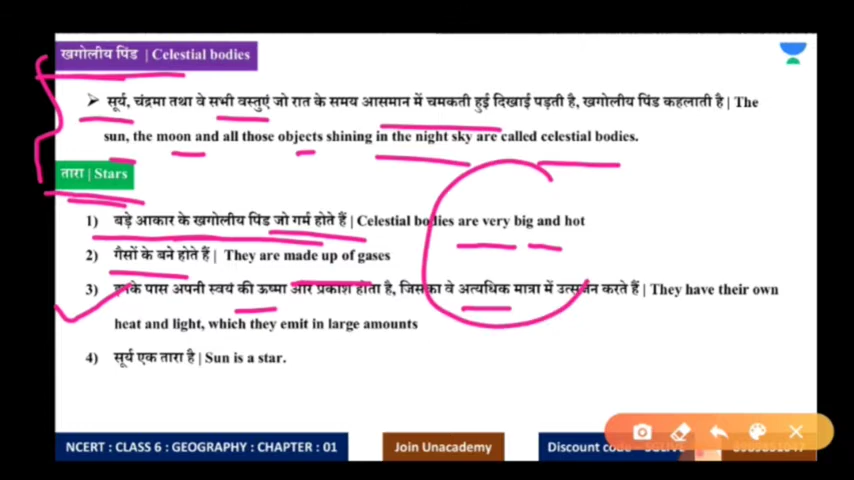 खगोलीय पिंड | Celestial bodies
➤ सूर्य, चंद्रमा तथा वे सभी वस्तुएं जो रात के समय आसमान में चमकती हुई दिखाई पड़ती है, खगोलीय पिंड कहलाता है | The
sun, the moon and all those objects shining in the night sky are called celestial bodies.
तारा | Stars
1) बड़े आकार के खगोलीय पिंड जो गर्म होते हैं | Celestial bodies are very big and hot
2) गैसों के बने होते हैं | They are made up of gases
3) इनके पास अपनी स्वयं की ऊष्मा और प्रकाश होता है, जिसका वे अत्यधिक मात्रा में उत्सर्जन करते हैं | They have their own
heat and light, which they emit in large amounts
4) सूर्य एक तारा है | Sun is a star.
NCERT : CLASS 6 : GEOGRAPHY : CHAPTER : 01
Join Unacademy
Discount code